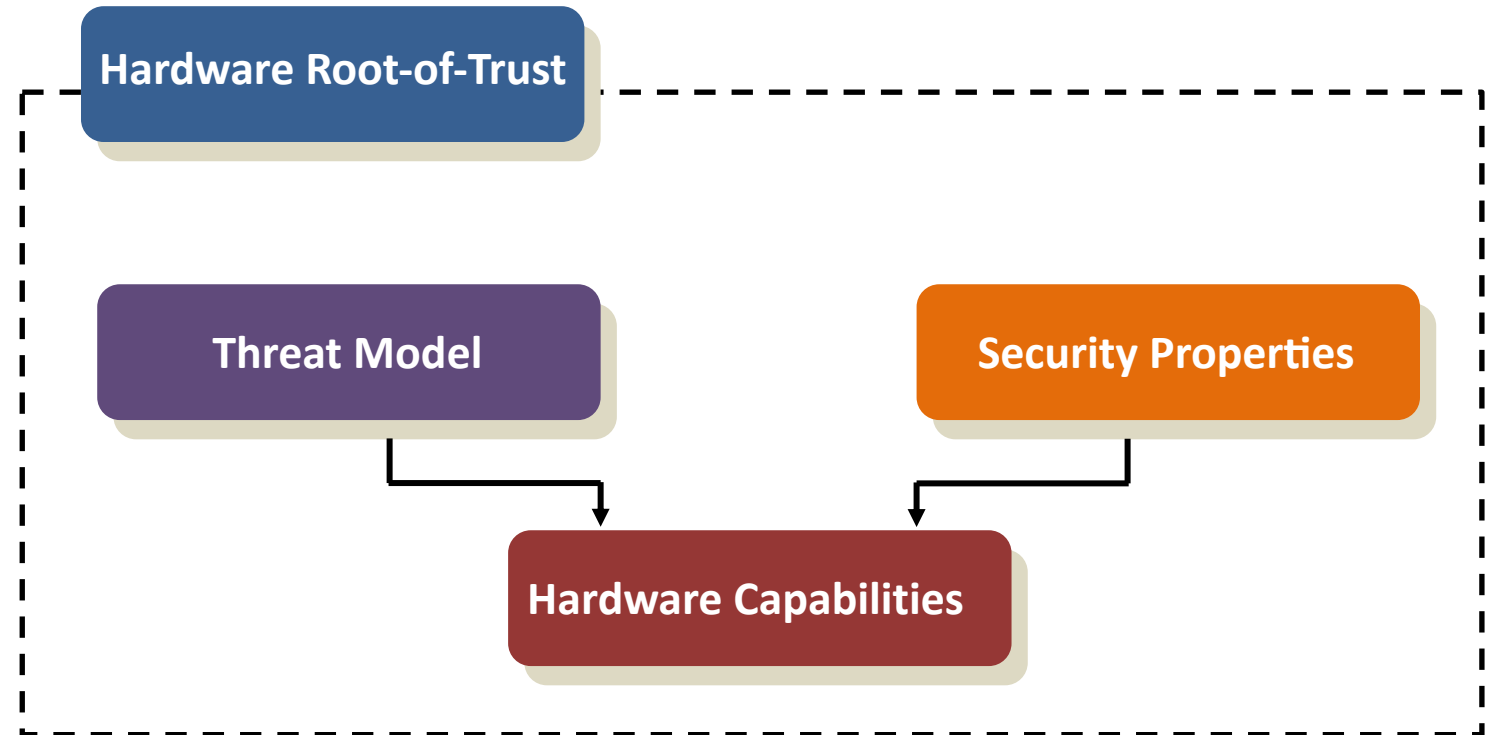 Hardware Root-of-Trust
Threat Model
Security Properties
Hardware Capabilities